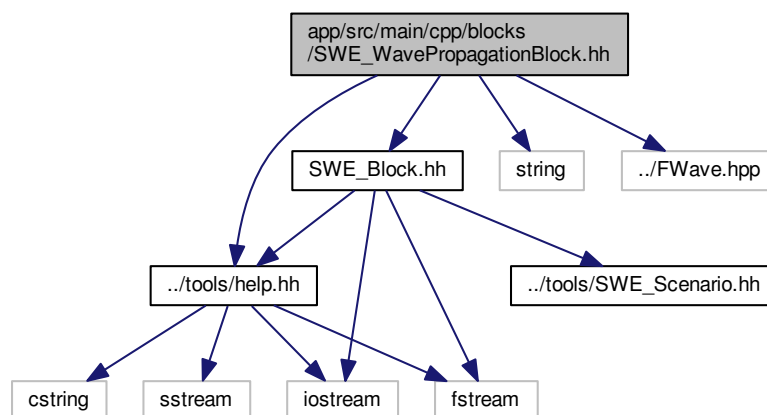 app/src/main/cpp/blocks
/SWE_WavePropagationBlock.hh
SWE_Block.hh
string
../FWave.hpp
../tools/help.hh
../tools/SWE_Scenario.hh
cstring
sstream
iostream
fstream